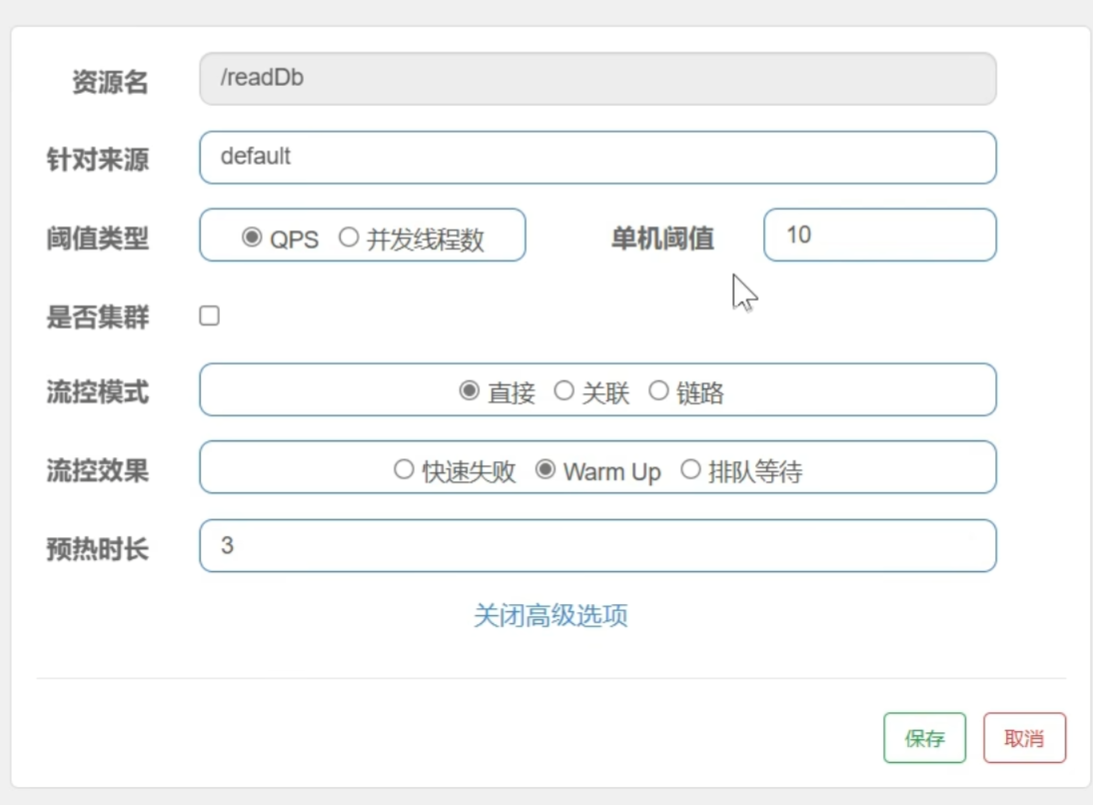 资源名 /readDb
针对来源 default
阈值类型 QPS 并发线程数 单机阈值 10
是否集群
流控模式 直接 关联 链路
流控效果 快速失败 Warm Up 排队等待
预热时长 3
关闭高级选项
保存 取消